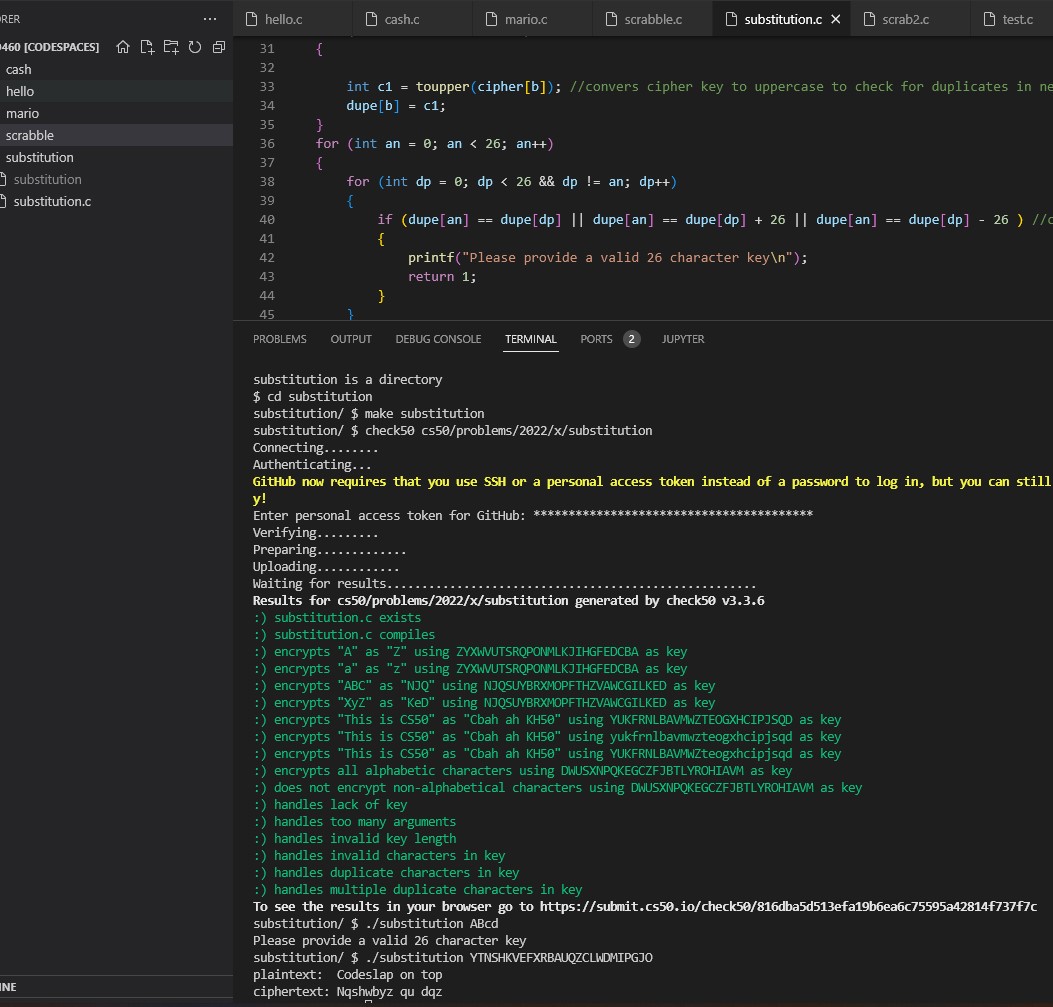 RER
...
hello.c
cash.c
mario.c
scrabble.c
substitution.c
scrab2.c
test.c
0460 [CODESPACES]
cash
hello
mario
scrabble
substitution
substitution
substitution.c
NE
31 {
32
33 int c1 = toupper(cipher[b]); //convers cipher key to uppercase to check for duplicates in ne
34 dupe[b] = c1;
35 }
36 for (int an = 0; an < 26; an++)
37 {
38 for (int dp = 0; dp < 26 && dp != an; dp++)
39 {
40 if (dupe[an] == dupe[dp] || dupe[an] == dupe[dp] + 26 || dupe[an] == dupe[dp] - 26 ) //c
41 {
42 printf("Please provide a valid 26 character key\n");
43 return 1;
44 }
45 }
PROBLEMS OUTPUT DEBUG CONSOLE TERMINAL PORTS 2 JUPYTER
substitution is a directory
$ cd substitution
substitution/ $ make substitution
substitution/ $ check50 cs50/problems/2022/x/substitution
Connecting........
Authenticating...
GitHub now requires that you use SSH or a personal access token instead of a password to log in, but you can still
y!
Enter personal access token for GitHub: ****************************************
Verifying.........
Preparing.............
Uploading............
Waiting for results.....................................................
Results for cs50/problems/2022/x/substitution generated by check50 v3.3.6
:) substitution.c exists
:) substitution.c compiles
:) encrypts "A" as "Z" using ZYXWVUTSRQPONMLKJIHGFEDCBA as key
:) encrypts "a" as "z" using ZYXWVUTSRQPONMLKJIHGFEDCBA as key
:) encrypts "ABC" as "NJQ" using NJQSUYBRXMOPFTHZVAWCGILKED as key
:) encrypts "XyZ" as "KeD" using NJQSUYBRXMOPFTHZVAWCGILKED as key
:) encrypts "This is CS50" as "Cbah ah KH50" using YUKFRNLBAVMWZTEOGXHCIPJSQD as key
:) encrypts "This is CS50" as "Cbah ah KH50" using yukfrnlbavmwzteogxhcipjsqd as key
:) encrypts "This is CS50" as "Cbah ah KH50" using YUKFRNLBAVMWZteogxhcipjsqd as key
:) encrypts all alphabetic characters using DWUSXNPQKEGCZFJBTLYROHIAVM as key
:) does not encrypt non-alphabetical characters using DWUSXNPQKEGCZFJBTLYROHIAVM as key
:) handles lack of key
:) handles too many arguments
:) handles invalid key length
:) handles invalid characters in key
:) handles duplicate characters in key
:) handles multiple duplicate characters in key
To see the results in your browser go to https://submit.cs50.io/check50/816dba5d513efa19b6ea6c75595a42814f737f7c
substitution/ $ ./substitution ABcd
Please provide a valid 26 character key
substitution/ $ ./substitution YTNSHKVEFXRBAUQZCLWDMIPGJO
plaintext:  Codeslap on top
ciphertext: Nqshwbyz qu dqz